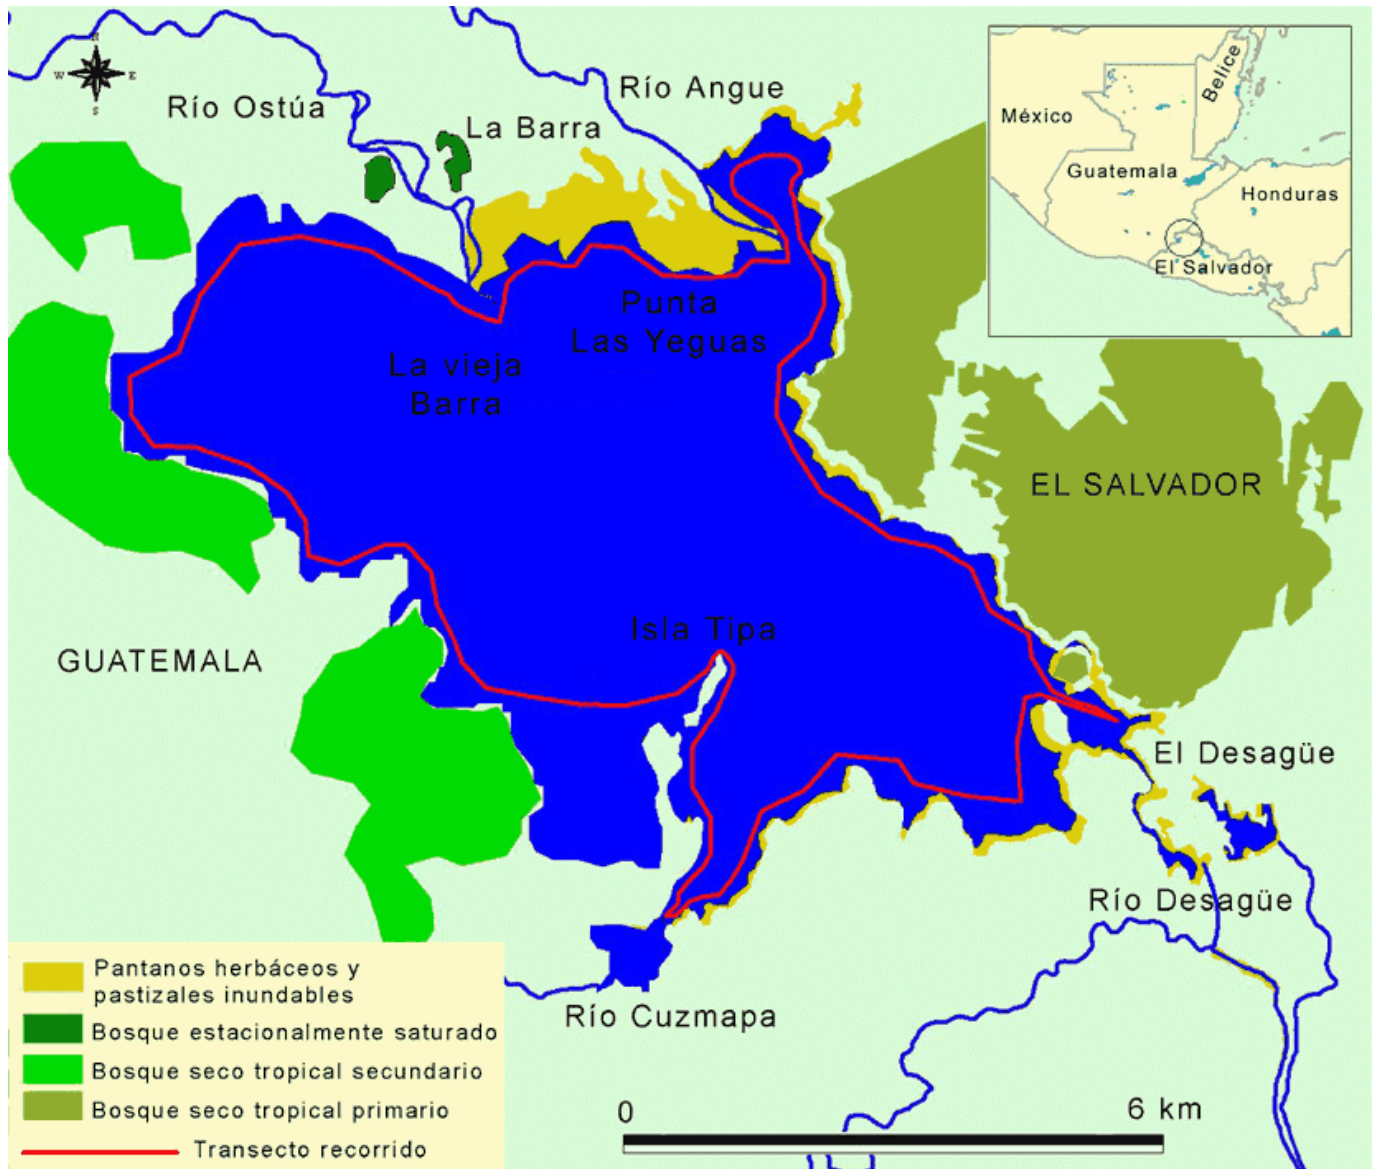 N
W
E
S
Río Ostúa
La Barra
Río Angue
México
Belice
Guatemala
Honduras
El Salvador
Punta
Las Yeguas
La vieja
Barra
EL SALVADOR
Isla Tipa
GUATEMALA
El Desagüe
Río Desagüe
Río Cuzmapa
Pantanos herbáceos y
pastizales inundables
Bosque estacionalmente saturado
Bosque seco tropical secundario
Bosque seco tropical primario
Transecto recorrido
0
6 km